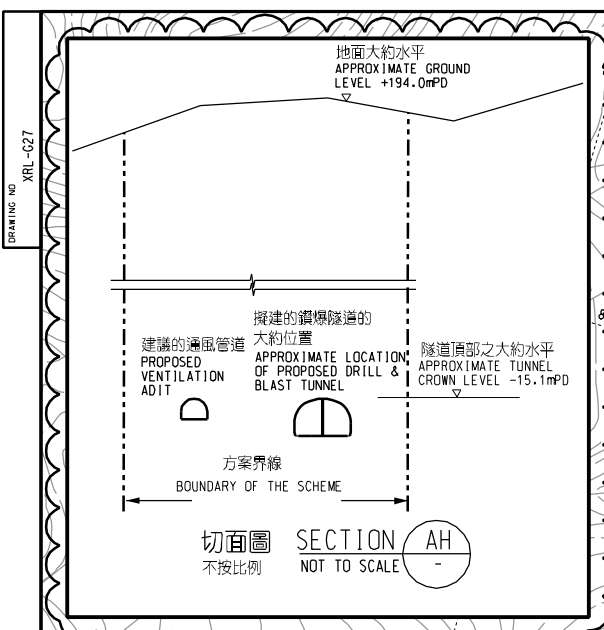 地面大約水平
APPROXIMATE GROUND
LEVEL +194.0mPD
DRAWING NO
XRL-G27
擬建的鑽爆隧道的
大約位置
APPROXIMATE LOCATION
OF PROPOSED DRILL &
BLAST TUNNEL
建議的通風管道
PROPOSED
VENTILATION
ADIT
隧道頂部之大約水平
APPROXIMATE TUNNEL
CROWN LEVEL -15.1mPD
方案界線
BOUNDARY OF THE SCHEME
切面圖 SECTION AH
不按比例 NOT TO SCALE -